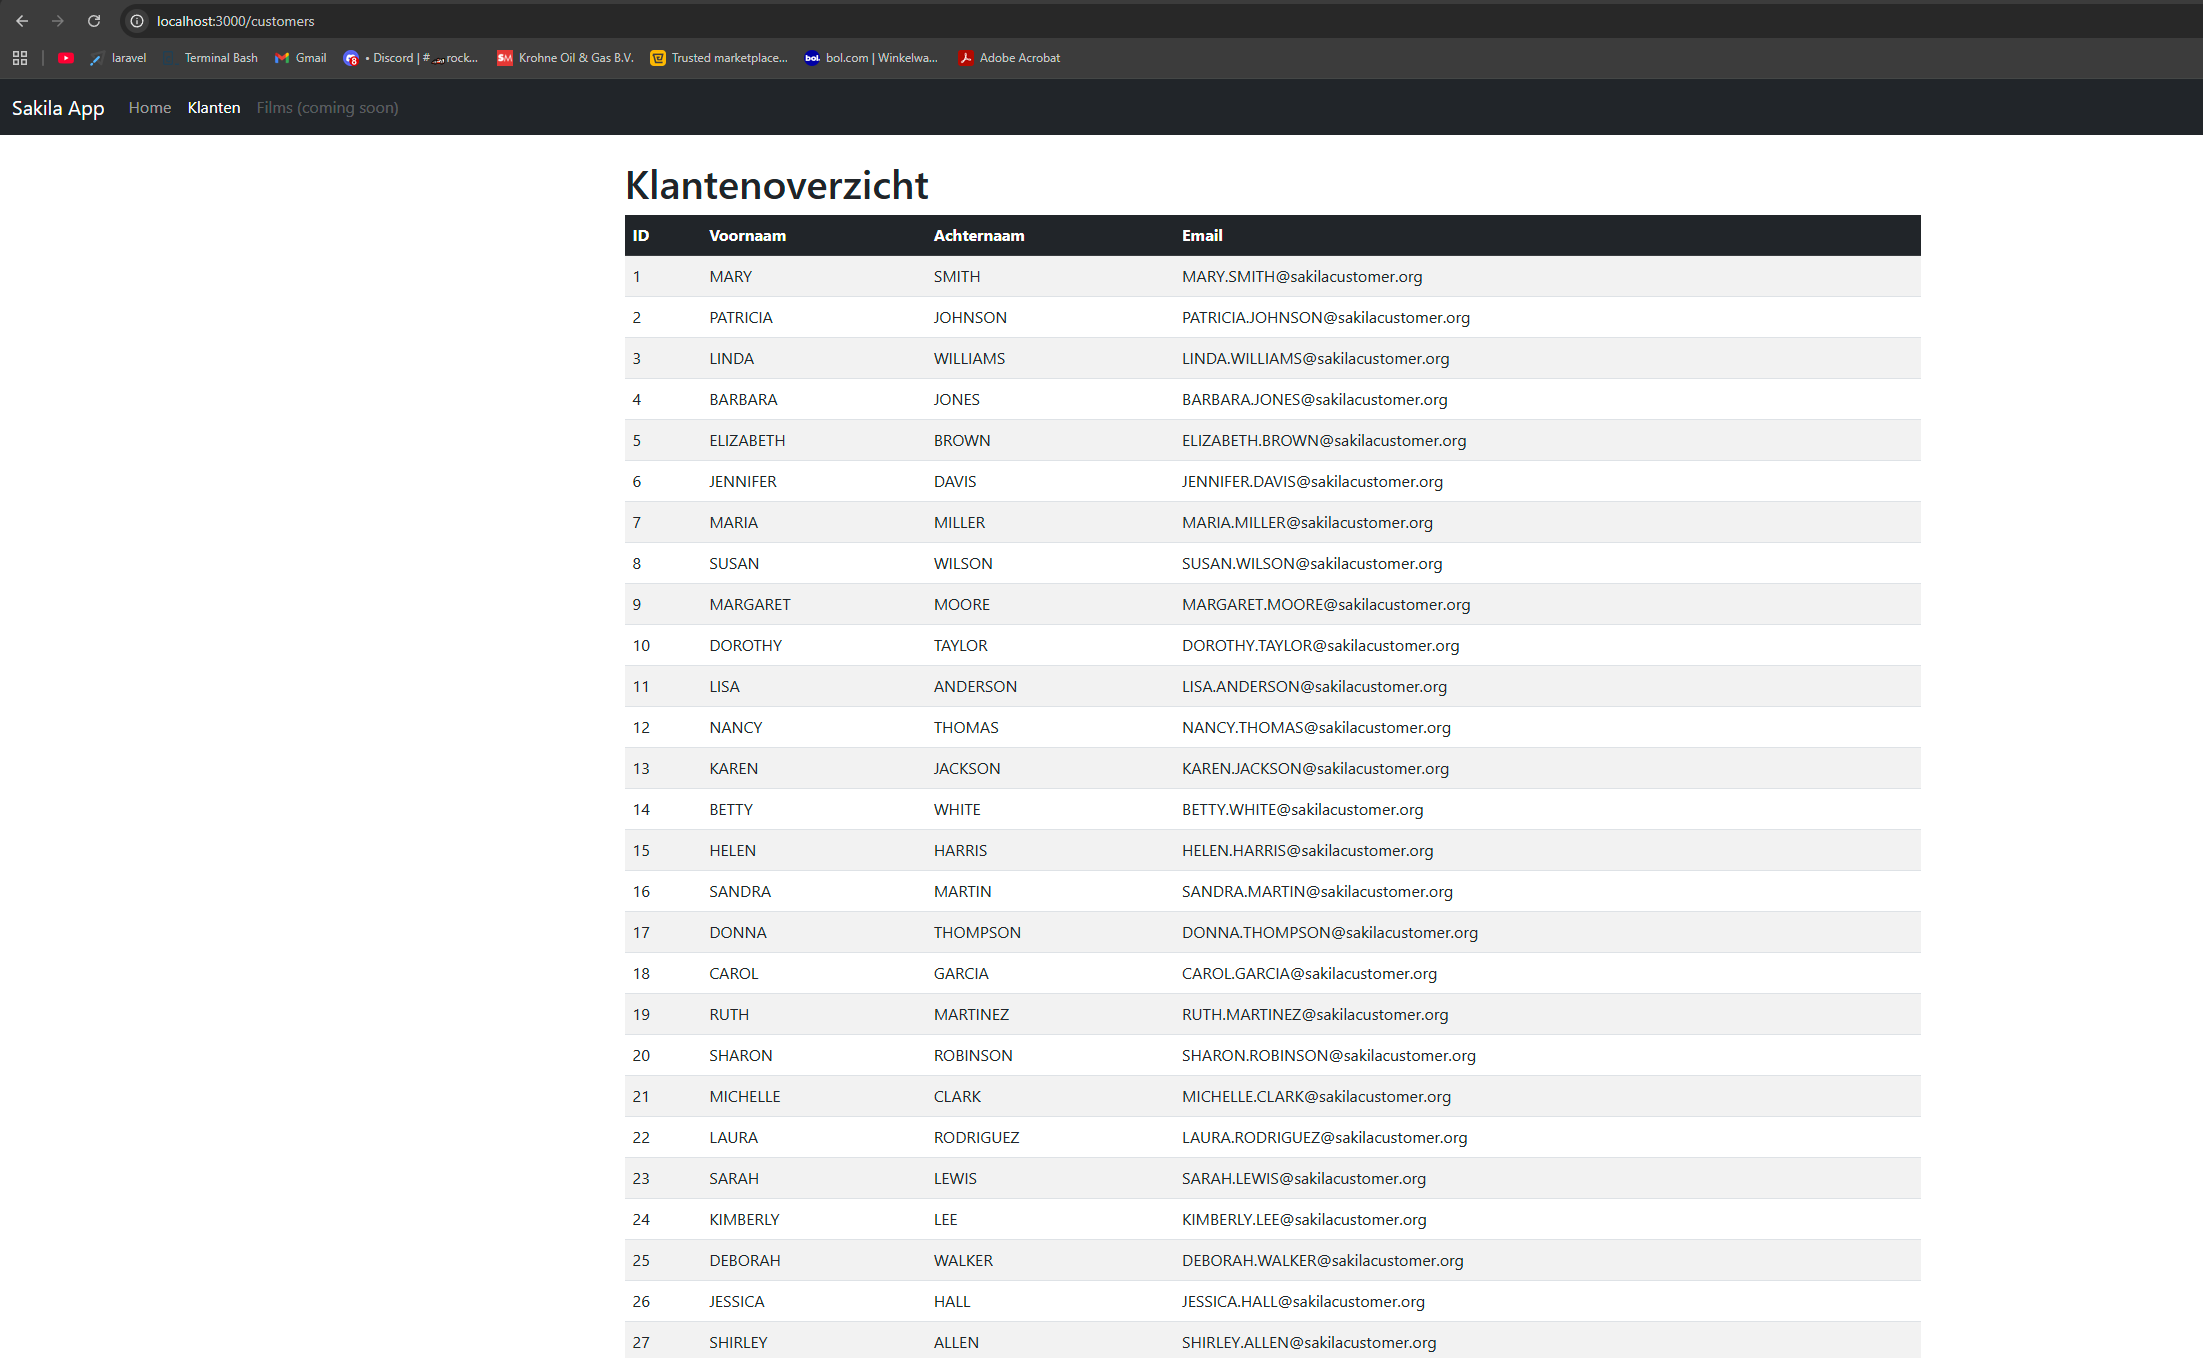 localhost:3000/customers
laravel Terminal Bash Gmail • Discord | # rock... Krohne Oil & Gas B.V. Trusted marketplace... bol.com | Winkelwa... Adobe Acrobat
Sakila App Home Klanten Films (coming soon)
Klantenoverzicht
ID Voornaam Achternaam Email
1 MARY SMITH MARY.SMITH@sakilacustomer.org
2 PATRICIA JOHNSON PATRICIA.JOHNSON@sakilacustomer.org
3 LINDA WILLIAMS LINDA.WILLIAMS@sakilacustomer.org
4 BARBARA JONES BARBARA.JONES@sakilacustomer.org
5 ELIZABETH BROWN ELIZABETH.BROWN@sakilacustomer.org
6 JENNIFER DAVIS JENNIFER.DAVIS@sakilacustomer.org
7 MARIA MILLER MARIA.MILLER@sakilacustomer.org
8 SUSAN WILSON SUSAN.WILSON@sakilacustomer.org
9 MARGARET MOORE MARGARET.MOORE@sakilacustomer.org
10 DOROTHY TAYLOR DOROTHY.TAYLOR@sakilacustomer.org
11 LISA ANDERSON LISA.ANDERSON@sakilacustomer.org
12 NANCY THOMAS NANCY.THOMAS@sakilacustomer.org
13 KAREN JACKSON KAREN.JACKSON@sakilacustomer.org
14 BETTY WHITE BETTY.WHITE@sakilacustomer.org
15 HELEN HARRIS HELEN.HARRIS@sakilacustomer.org
16 SANDRA MARTIN SANDRA.MARTIN@sakilacustomer.org
17 DONNA THOMPSON DONNA.THOMPSON@sakilacustomer.org
18 CAROL GARCIA CAROL.GARCIA@sakilacustomer.org
19 RUTH MARTINEZ RUTH.MARTINEZ@sakilacustomer.org
20 SHARON ROBINSON SHARON.ROBINSON@sakilacustomer.org
21 MICHELLE CLARK MICHELLE.CLARK@sakilacustomer.org
22 LAURA RODRIGUEZ LAURA.RODRIGUEZ@sakilacustomer.org
23 SARAH LEWIS SARAH.LEWIS@sakilacustomer.org
24 KIMBERLY LEE KIMBERLY.LEE@sakilacustomer.org
25 DEBORAH WALKER DEBORAH.WALKER@sakilacustomer.org
26 JESSICA HALL JESSICA.HALL@sakilacustomer.org
27 SHIRLEY ALLEN SHIRLEY.ALLEN@sakilacustomer.org